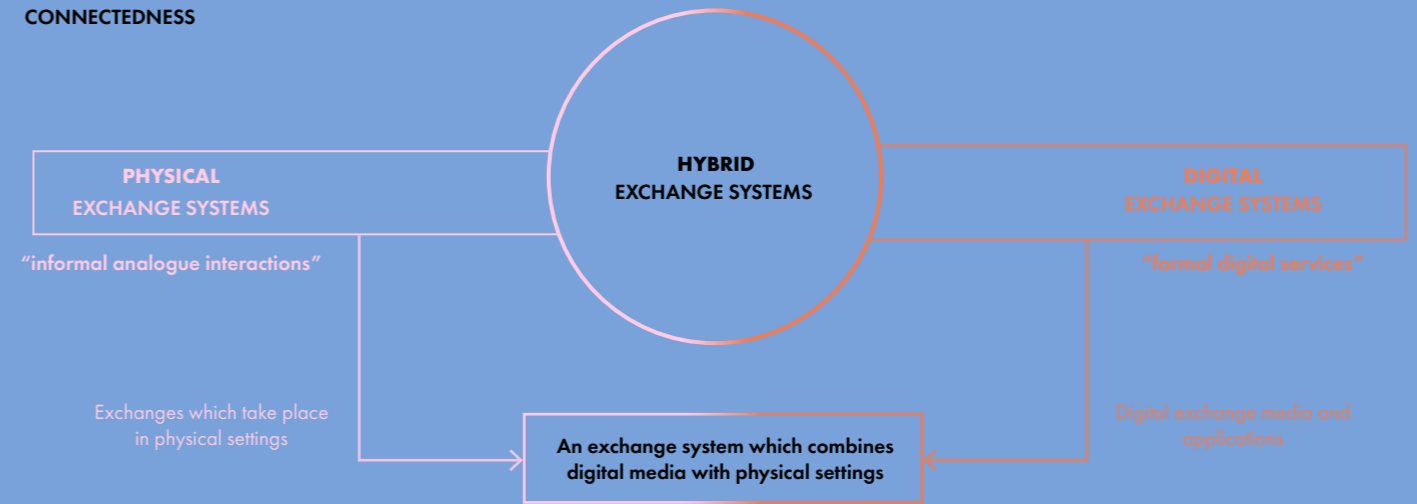 CONNECTEDNESS
HYBRID
EXCHANGE SYSTEMS
PHYSICAL
EXCHANGE SYSTEMS
DIGITAL
EXCHANGE SYSTEMS
“informal analogue interactions”
“formal digital services”
Exchanges which take place
in physical settings
Digital exchange media and
applications
An exchange system which combines
digital media with physical settings